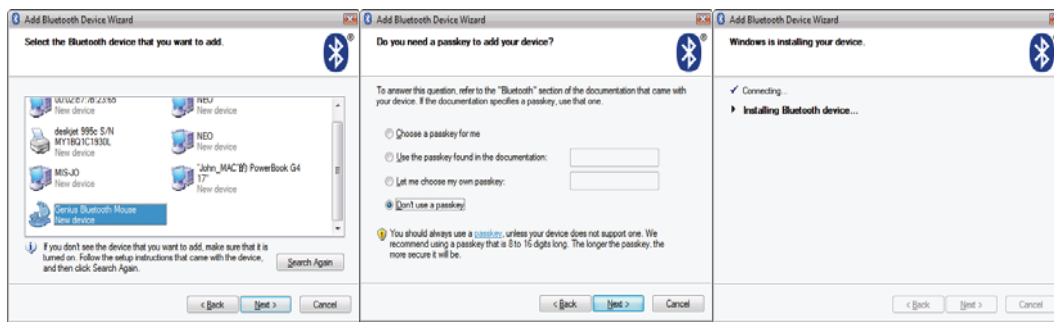 Add Bluetooth Device Wizard
Select the Bluetooth device that you want to add.
00:02:c7:7b:23:65
New device
NEO
New device
deskjet 995c S/N
MY1BQ1C1930L
New device
NEO
New device
MIS-JO
New device
"John_MAC"的) PowerBook G4
17"
New device
Genius Bluetooth Mouse
New device
If you don't see the device that you want to add, make sure that it is
turned on. Follow the setup instructions that came with the device,
and then click Search Again.
Search Again
< Back
Next >
Cancel
Add Bluetooth Device Wizard
Do you need a passkey to add your device?
To answer this question, refer to the "Bluetooth" section of the documentation that came with
your device. If the documentation specifies a passkey, use that one.
Choose a passkey for me
Use the passkey found in the documentation:
Let me choose my own passkey:
Don't use a passkey
You should always use a passkey, unless your device does not support one. We
recommend using a passkey that is 8 to 16 digits long. The longer the passkey, the
more secure it will be.
< Back
Next >
Cancel
Add Bluetooth Device Wizard
Windows is installing your device.
Connecting...
Installing Bluetooth device...
< Back
Next >
Cancel